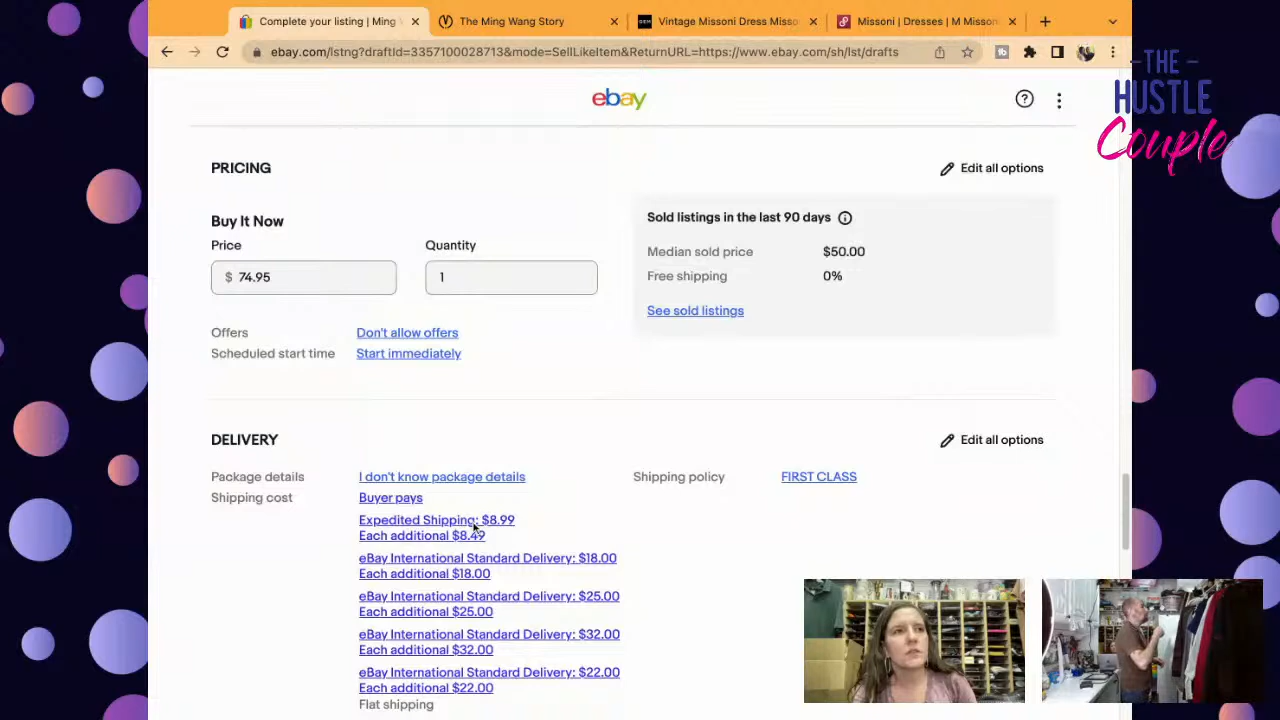 Complete your listing | Ming
The Ming Wang Story
GEM
Vintage Missoni Dress Misso
Missoni | Dresses | M Misson
ebay.com/lstng?draftId=3357100028713&mode=SellLikeItem&ReturnURL=https://www.ebay.com/sh/lst/drafts
- THE -
HUSTLE
Couple
ebay
PRICING
Edit all options
Buy It Now
Price
Quantity
$ 74.95
1
Sold listings in the last 90 days
Median sold price $50.00
Free shipping 0%
See sold listings
Offers Don't allow offers
Scheduled start time Start immediately
DELIVERY
Edit all options
Package details I don't know package details
Shipping policy FIRST CLASS
Shipping cost Buyer pays
Expedited Shipping: $8.99
Each additional $8.49
eBay International Standard Delivery: $18.00
Each additional $18.00
eBay International Standard Delivery: $25.00
Each additional $25.00
eBay International Standard Delivery: $32.00
Each additional $32.00
eBay International Standard Delivery: $22.00
Each additional $22.00
Flat shipping